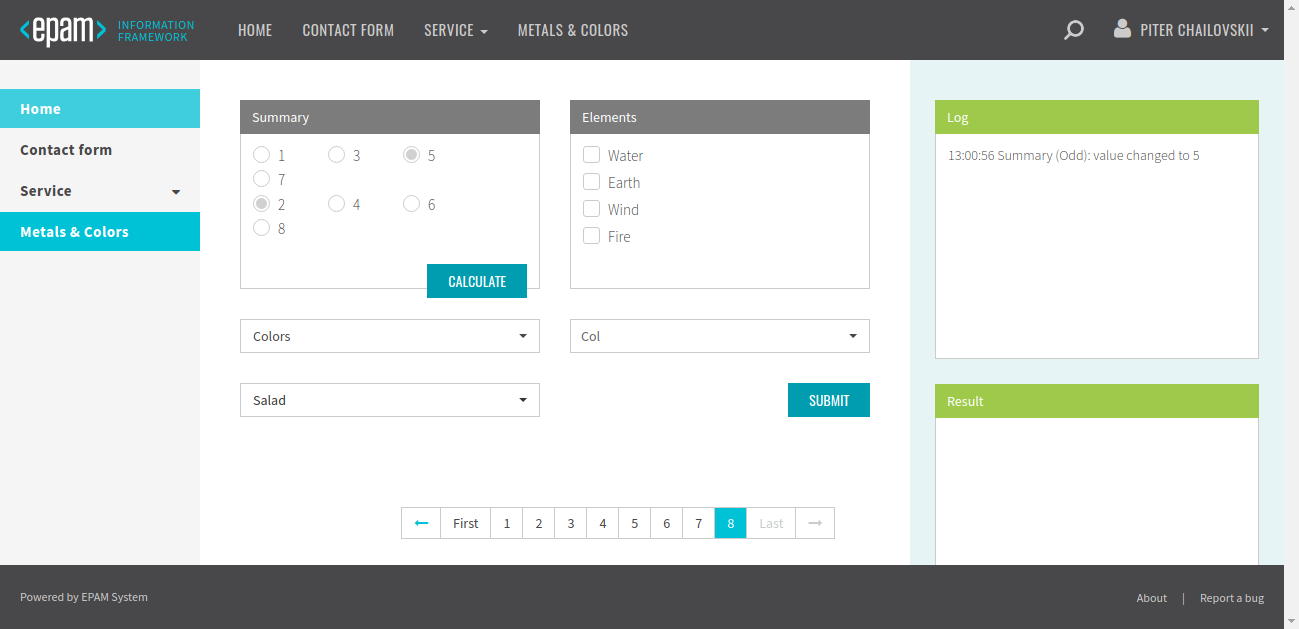 <epam> INFORMATION
FRAMEWORK
HOME CONTACT FORM SERVICE METALS & COLORS PITER CHAILOVSKII
Home
Contact form
Service
Metals & Colors
Summary
1 3 5
7
2 4 6
8
CALCULATE
Elements
Water
Earth
Wind
Fire
Colors
Col
Salad
SUBMIT
First 1 2 3 4 5 6 7 8 Last
Log
13:00:56 Summary (Odd): value changed to 5
Result
Powered by EPAM System
About | Report a bug